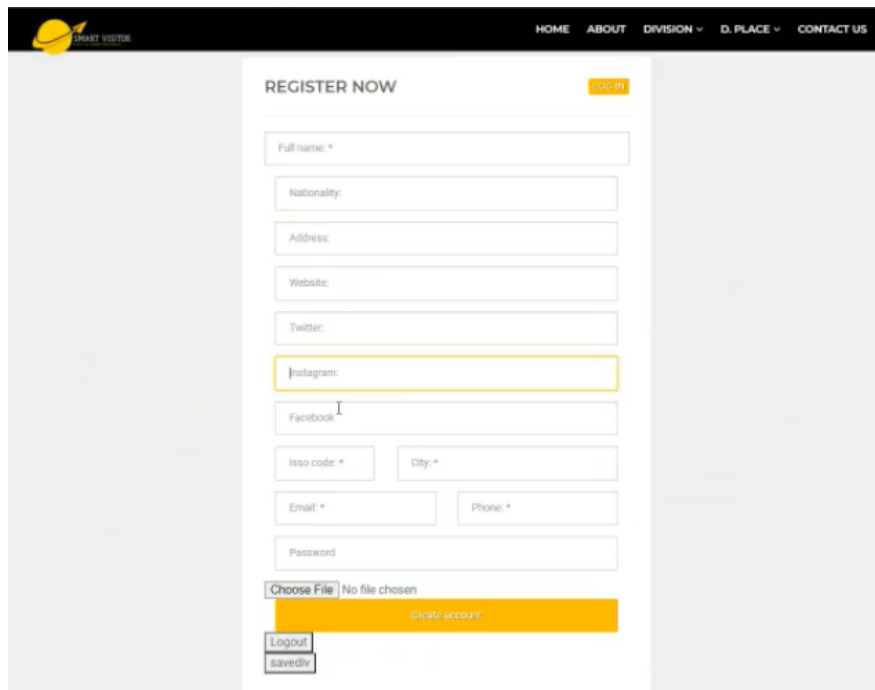 SMART VISITOR
HOME ABOUT DIVISION D. PLACE CONTACT US
REGISTER NOW LOG IN
Full name: *
Nationality:
Address:
Website:
Twitter:
Instagram:
Facebook
Isso code: * City: *
Email: * Phone: *
Password
Choose File No file chosen
Create account
Logout
savediv